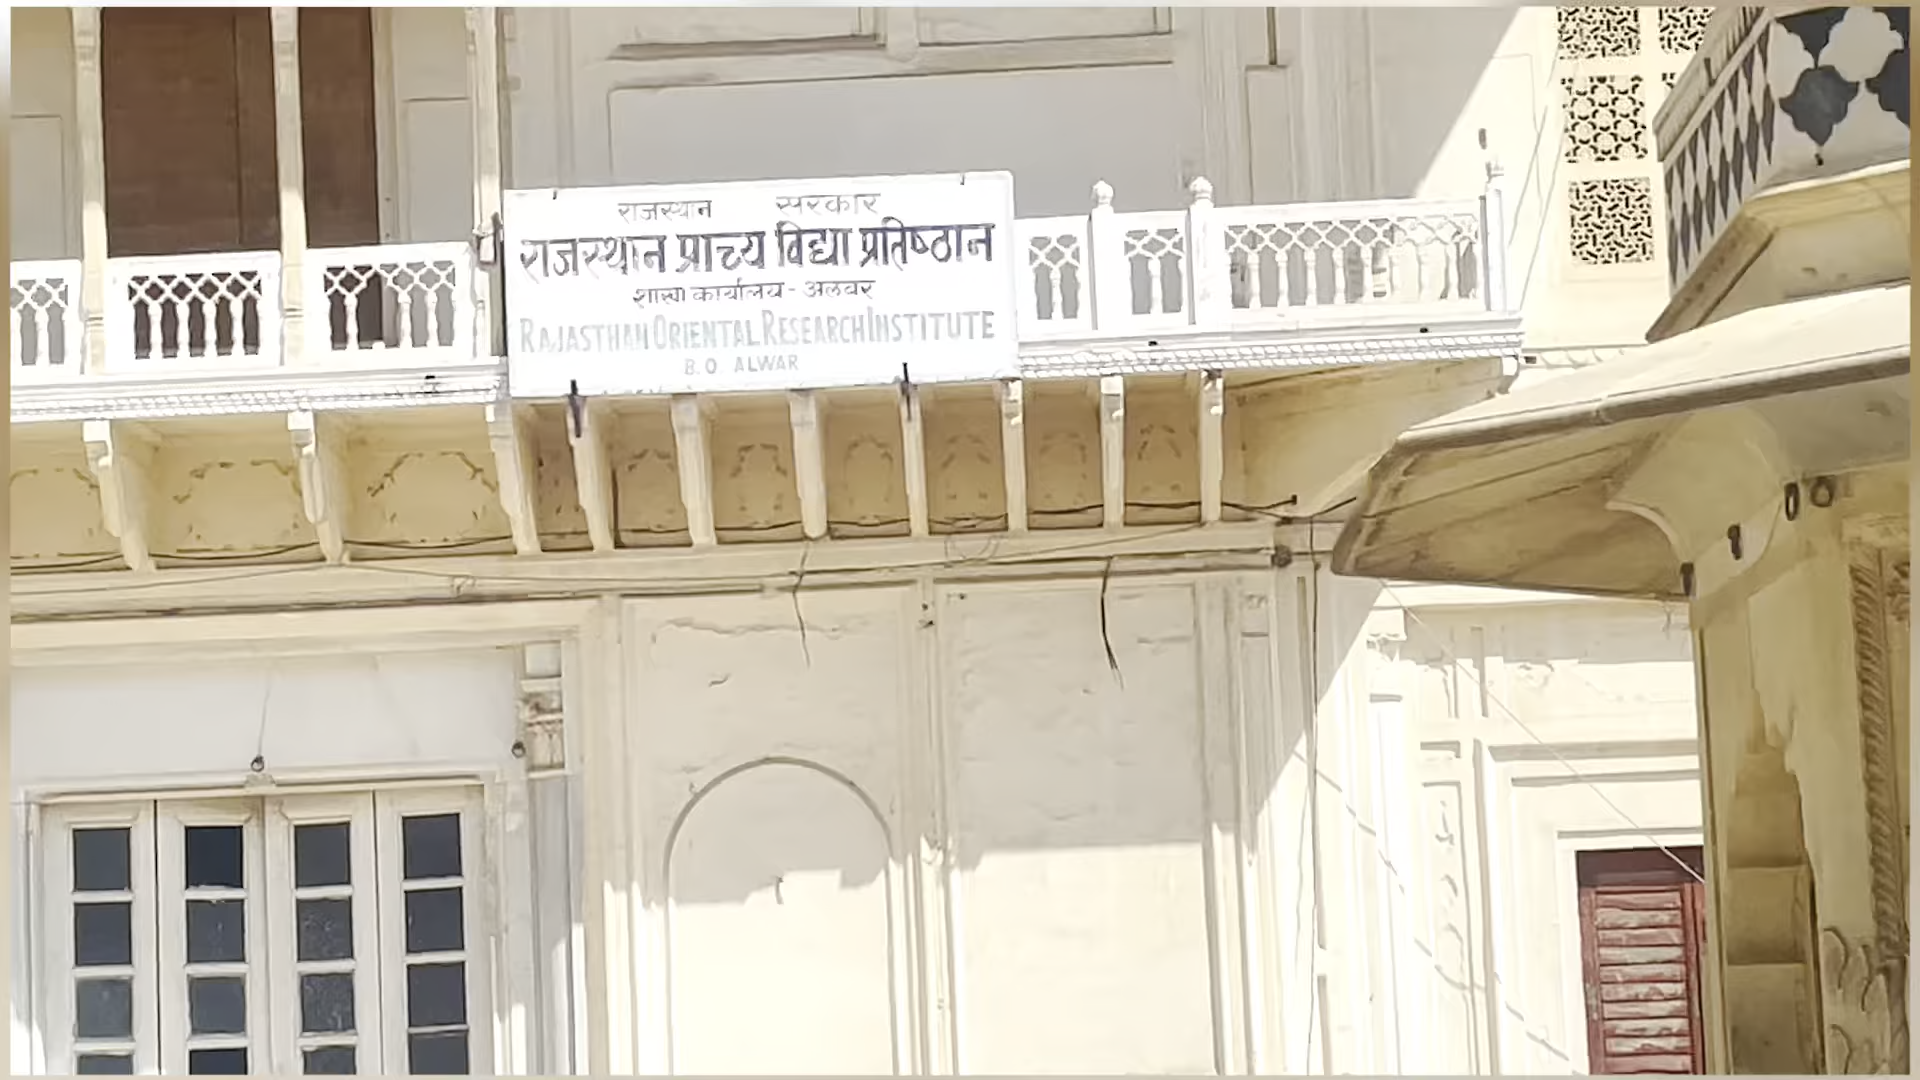 राजस्थान सरकार
राजस्थान प्राच्य विद्या प्रतिष्ठान
शाखा कार्यालय - अलवर
RAJASTHAN ORIENTAL RESEARCH INSTITUTE
B. O ALWAR